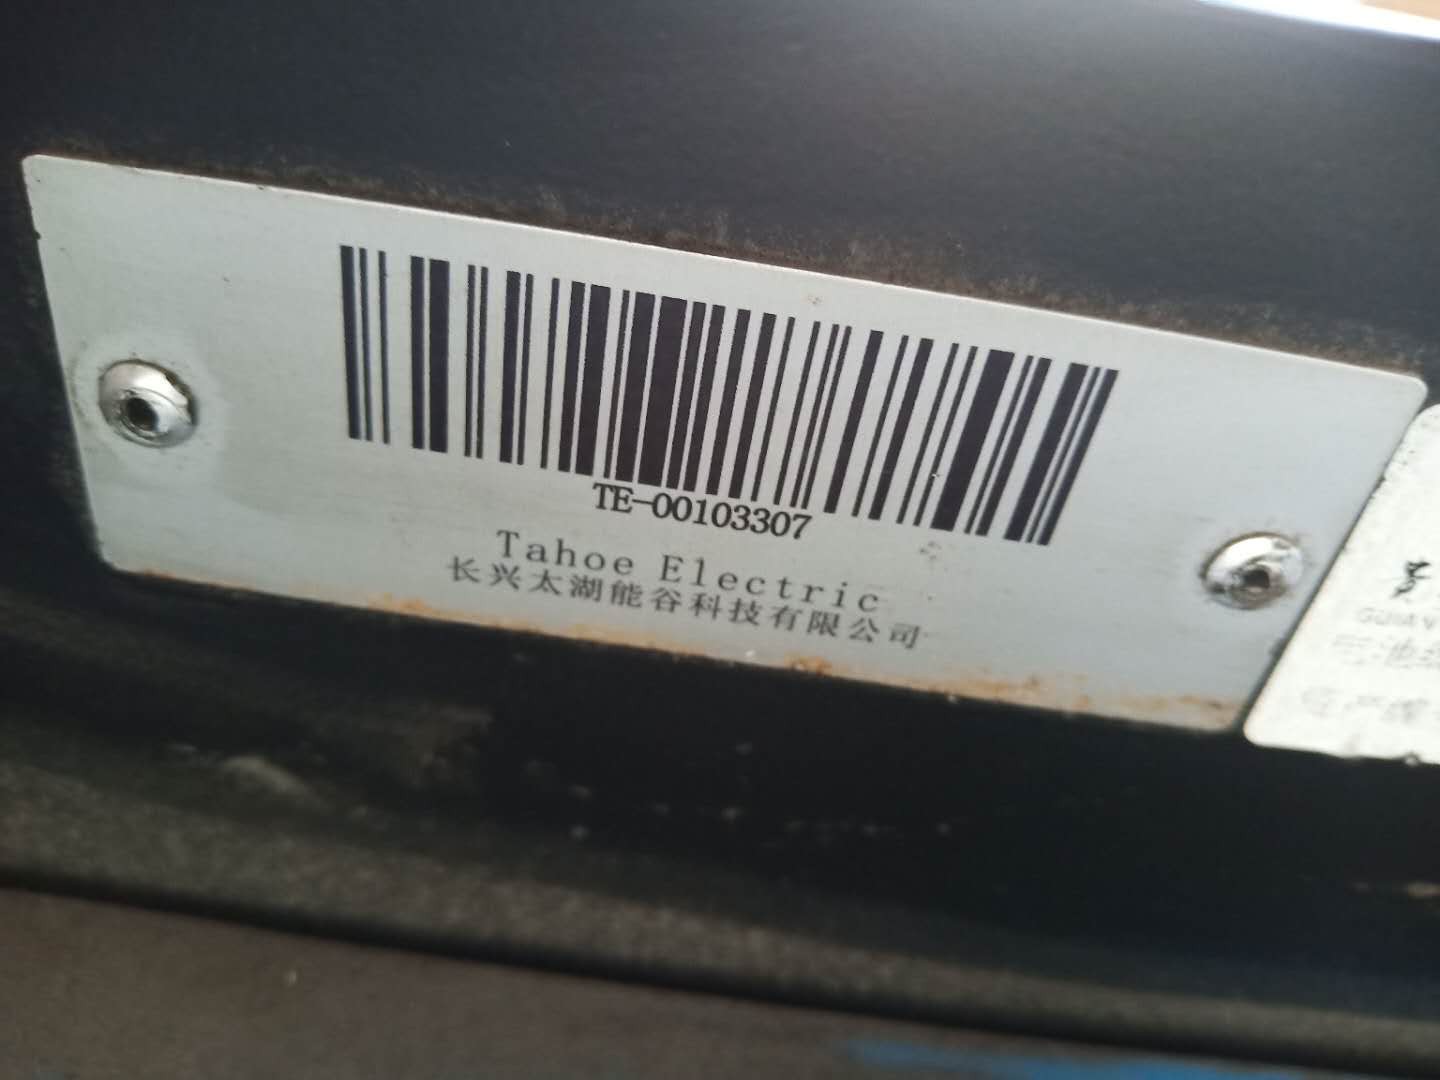 TE-00103307
Tahoe Electric
长兴太湖能谷科技有限公司